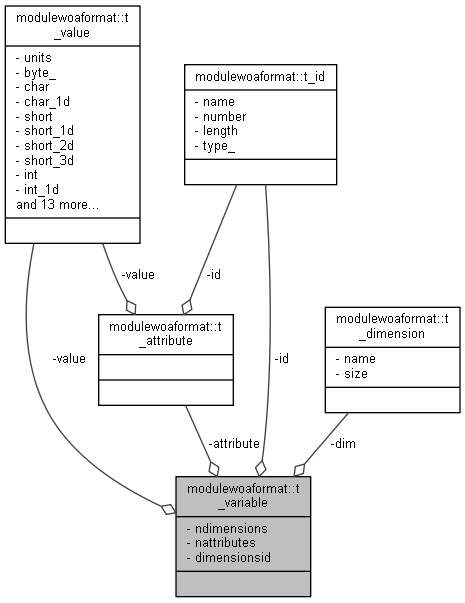 modulewoaformat::t
_value
- units
- byte_
- char
- char_1d
- short
- short_1d
- short_2d
- short_3d
- int
- int_1d
and 13 more...
modulewoaformat::t_id
- name
- number
- length
- type_
-value
-id
modulewoaformat::t
_attribute
modulewoaformat::t
_dimension
- name
- size
-value
-id
-attribute
-dim
modulewoaformat::t
_variable
- ndimensions
- nattributes
- dimensionsid